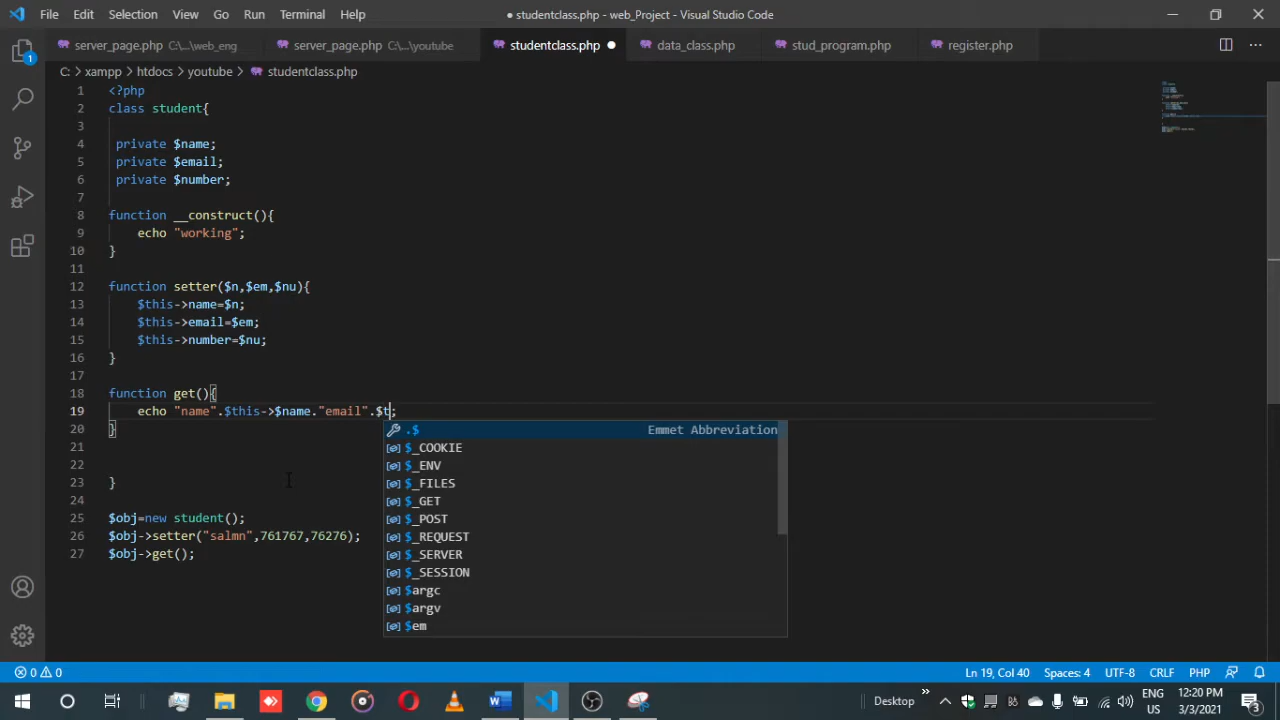 File Edit Selection View Go Run Terminal Help
● studentclass.php - web_Project - Visual Studio Code
server_page.php C:\...\web_eng
server_page.php C:\...\youtube
studentclass.php ●
data_class.php
stud_program.php
register.php
C: > xampp > htdocs > youtube > studentclass.php
1 <?php
2 class student{
3
4 private $name;
5 private $email;
6 private $number;
7
8 function __construct(){
9 echo "working";
10 }
11
12 function setter($n,$em,$nu){
13 $this->name=$n;
14 $this->email=$em;
15 $this->number=$nu;
16 }
17
18 function get(){
19 echo "name".$this->$name."email".$t;
20 }
21
22
23 }
24
25 $obj=new student();
26 $obj->setter("salmn",761767,76276);
27 $obj->get();
.$ Emmet Abbreviation
$_COOKIE
$_ENV
$_FILES
$_GET
$_POST
$_REQUEST
$_SERVER
$_SESSION
$argc
$argv
$em
1
0 0
Ln 19, Col 40 Spaces: 4 UTF-8 CRLF PHP
Desktop
ENG
US
12:20 PM
3/3/2021
3